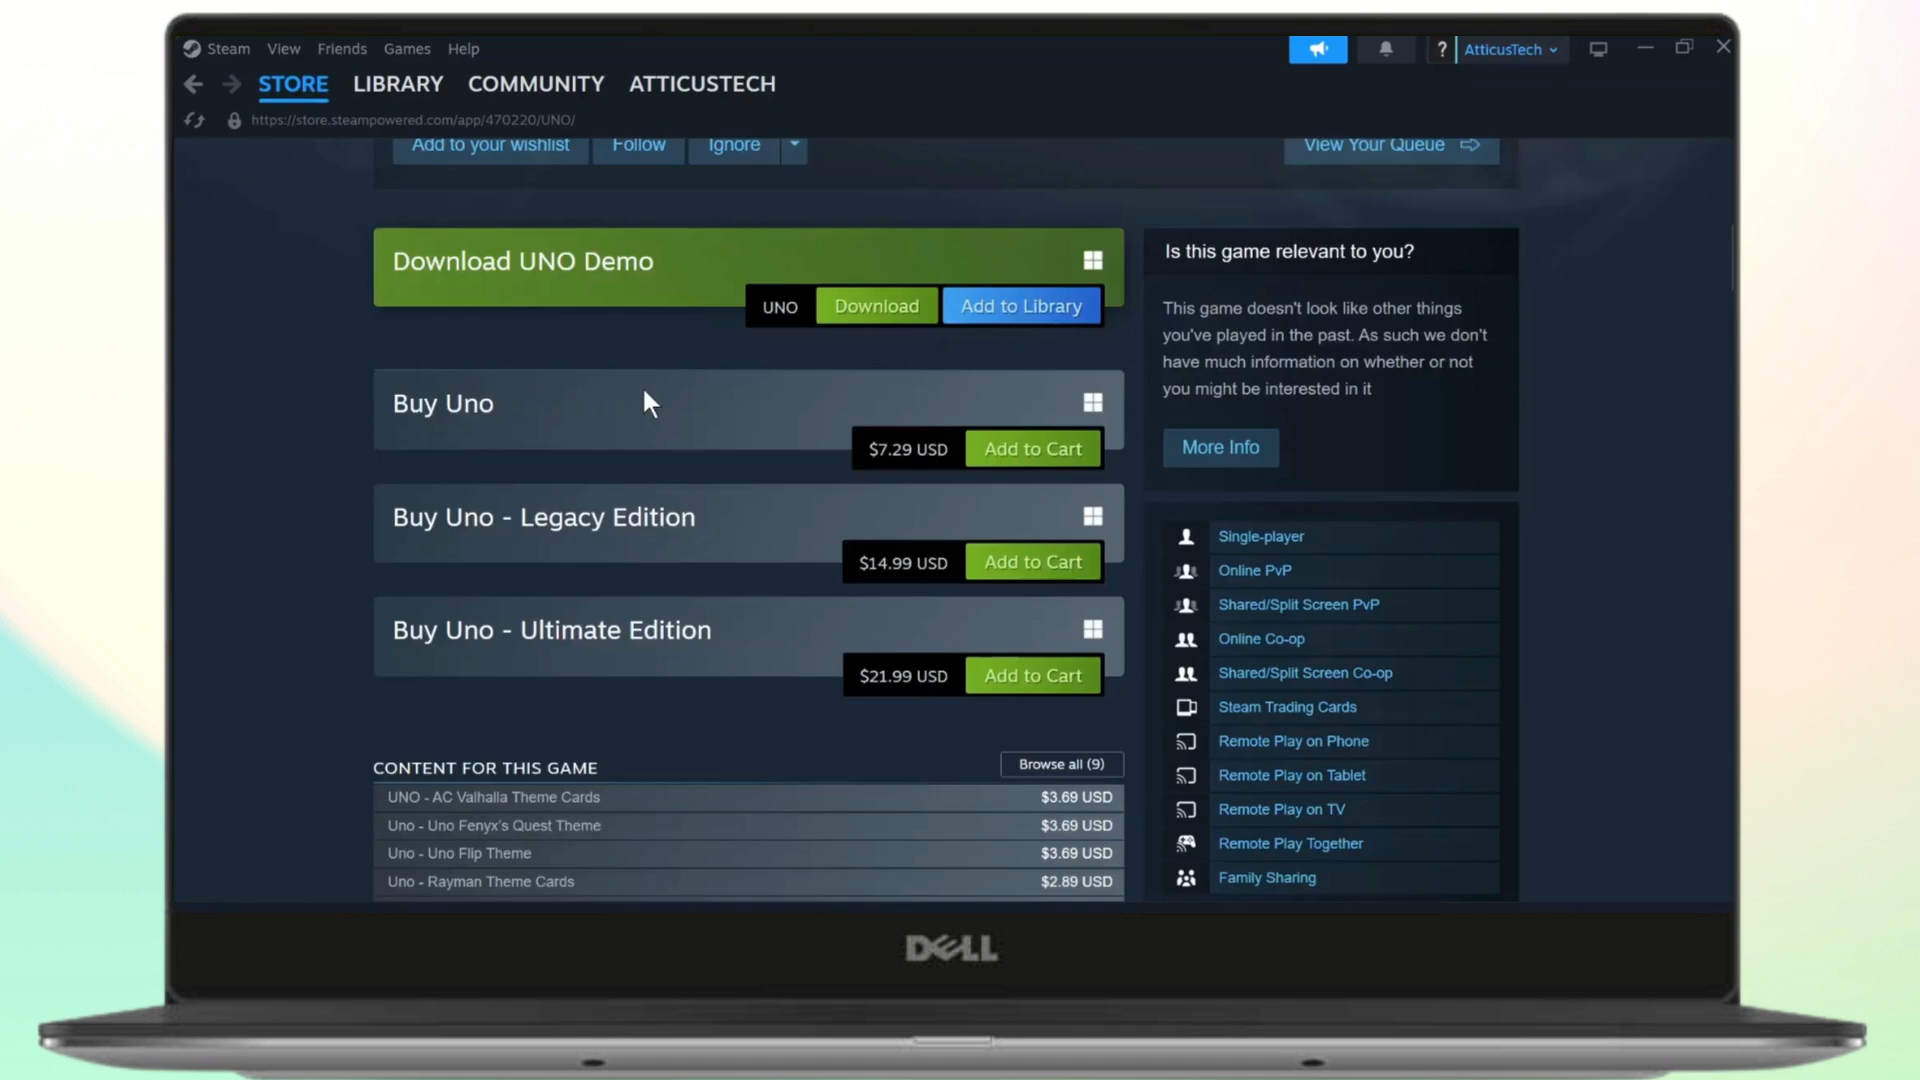 Steam View Friends Games Help
? AtticusTech
STORE LIBRARY COMMUNITY ATTICUSTECH
https://store.steampowered.com/app/470220/UNO/
Add to your wishlist Follow Ignore View Your Queue
Download UNO Demo
UNO Download Add to Library
Buy Uno
$7.29 USD Add to Cart
Buy Uno - Legacy Edition
$14.99 USD Add to Cart
Buy Uno - Ultimate Edition
$21.99 USD Add to Cart
CONTENT FOR THIS GAME Browse all (9)
UNO - AC Valhalla Theme Cards $3.69 USD
Uno - Uno Fenyx's Quest Theme $3.69 USD
Uno - Uno Flip Theme $3.69 USD
Uno - Rayman Theme Cards $2.89 USD
Is this game relevant to you?
This game doesn't look like other things
you've played in the past. As such we don't
have much information on whether or not
you might be interested in it
More Info
Single-player
Online PvP
Shared/Split Screen PvP
Online Co-op
Shared/Split Screen Co-op
Steam Trading Cards
Remote Play on Phone
Remote Play on Tablet
Remote Play on TV
Remote Play Together
Family Sharing
DELL